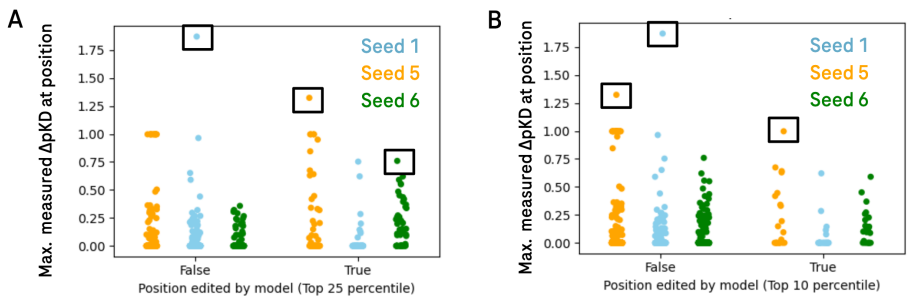 A
Max. measured ΔpKD at position
1.75
1.50
1.25
1.00
0.75
0.50
0.25
0.00
Seed 1
Seed 5
Seed 6
False
True
Position edited by model (Top 25 percentile)
B
Max. measured ΔpKD at position
1.75
1.50
1.25
1.00
0.75
0.50
0.25
0.00
Seed 1
Seed 5
Seed 6
False
True
Position edited by model (Top 10 percentile)